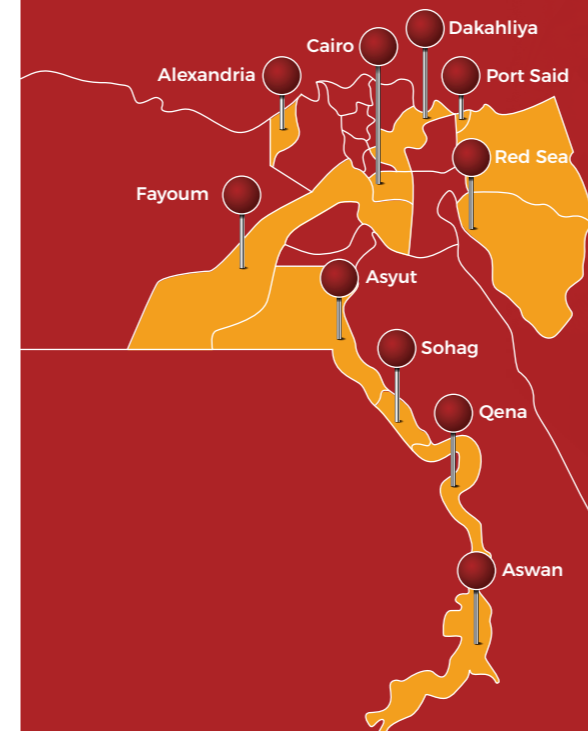 Dakahliya
Cairo
Alexandria
Port Said
Red Sea
Fayoum
Asyut
Sohag
Qena
Aswan